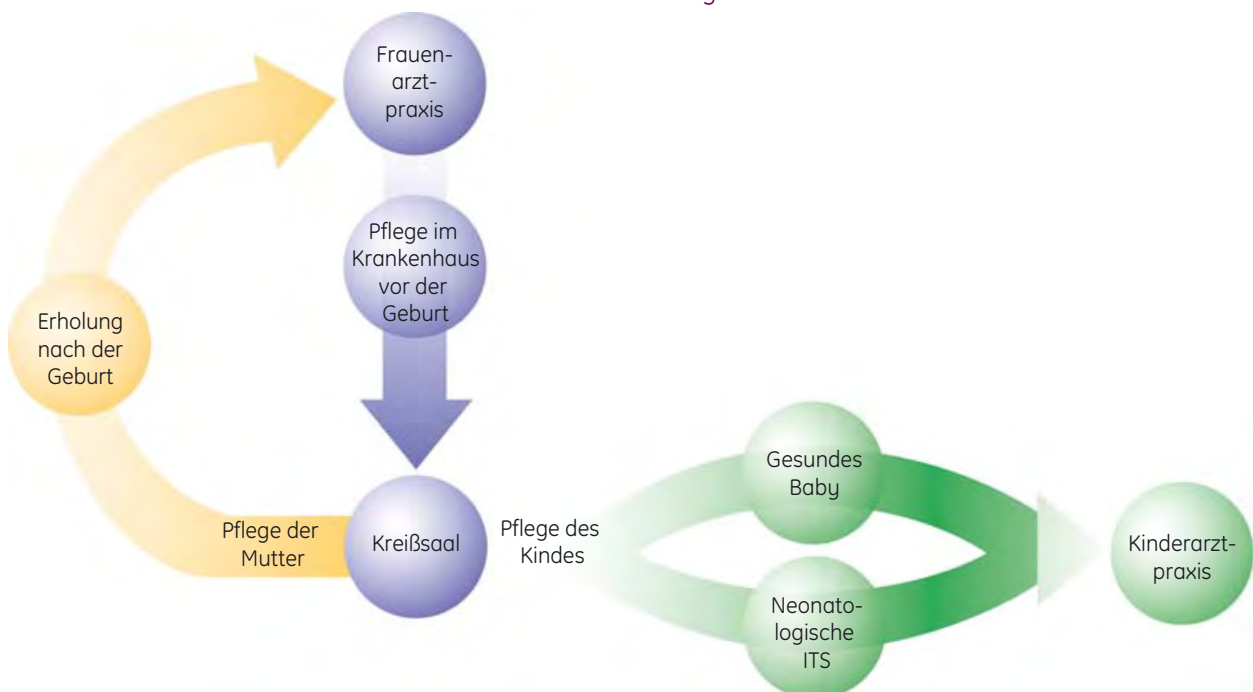 Frauen-
arzt-
praxis
Pflege im
Krankenhaus
vor der
Geburt
Erholung
nach der
Geburt
Pflege der
Mutter
Kreißsaal
Pflege des
Kindes
Gesundes
Baby
Neonato-
logische
ITS
Kinderarzt-
praxis